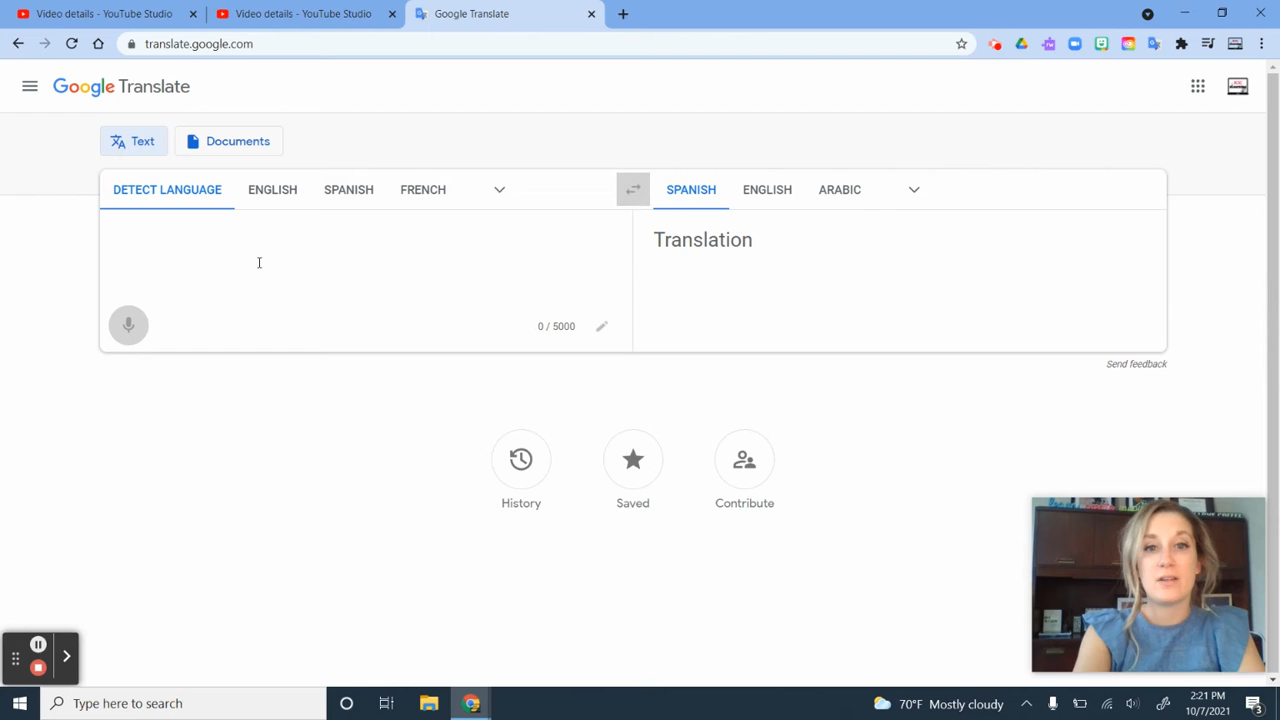 Video details - YouTube Studio
Video details - YouTube Studio
Google Translate
translate.google.com
Google Translate
Text
Documents
DETECT LANGUAGE
ENGLISH
SPANISH
FRENCH
SPANISH
ENGLISH
ARABIC
Translation
0 / 5000
Send feedback
History
Saved
Contribute
Type here to search
70°F Mostly cloudy
2:21 PM
10/7/2021
3